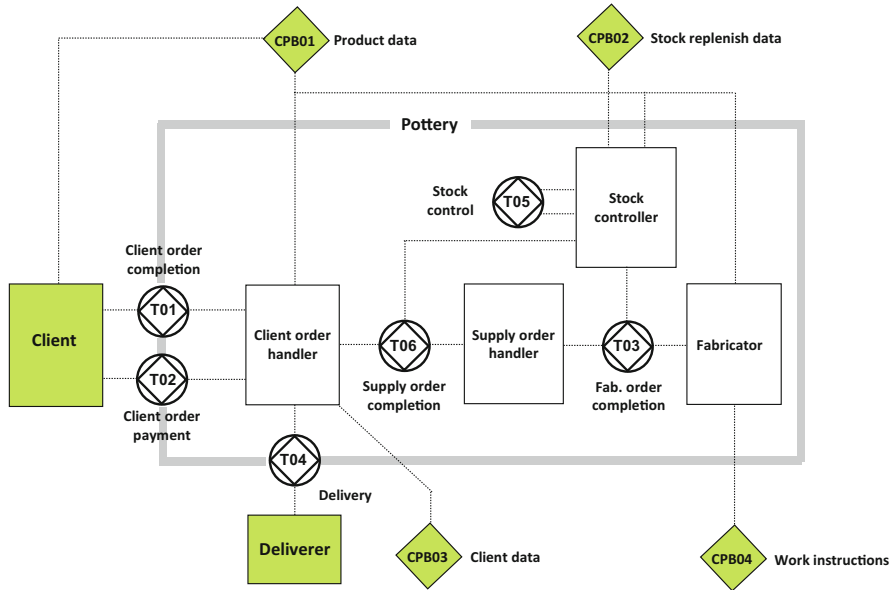 CPB01
Product data
CPB02
Stock replenish data
Pottery
Stock
control
T05
Stock
controller
Client order
completion
Client
T01
T02
Client order
payment
Client order
handler
T06
Supply order
completion
Supply order
handler
T03
Fab. order
completion
Fabricator
T04
Delivery
Deliverer
CPB03
Client data
CPB04
Work instructions